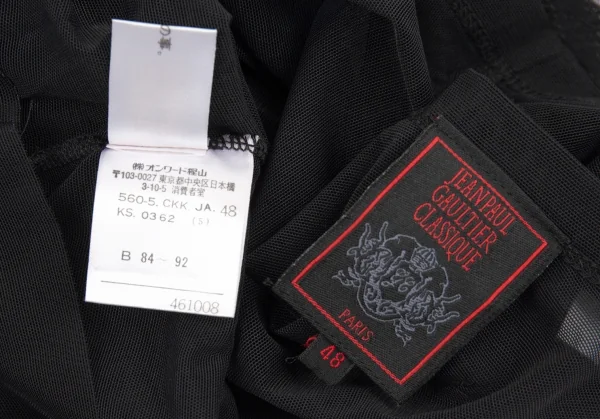 の事。
㈱オンワード樫山
〒103-0027 東京都中央区日本橋
3-10-5 消費者室
560-5. CKK. JA. 48
KS. 0362 (S)
B 84 ― 92
461008
JEANPAUL
GAULTIER
CLASSIQUE
PARIS
48